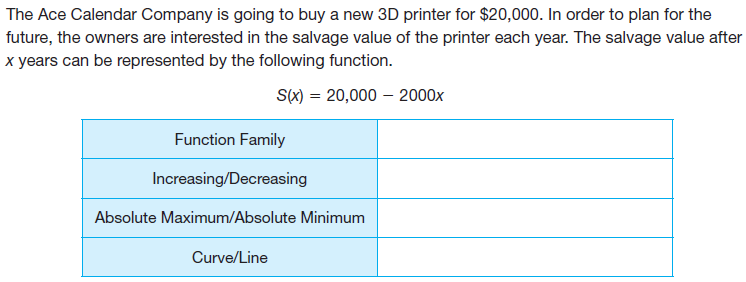 The Ace Calendar Company is going to buy a new 3D printer for $20,000. In order to plan for the
future, the owners are interested in the salvage value of the printer each year. The salvage value after
x years can be represented by the following function.
S(x) = 20,000 – 2000x
Function Family
Increasing/Decreasing
Absolute Maximum/Absolute Minimum
Curve/Line